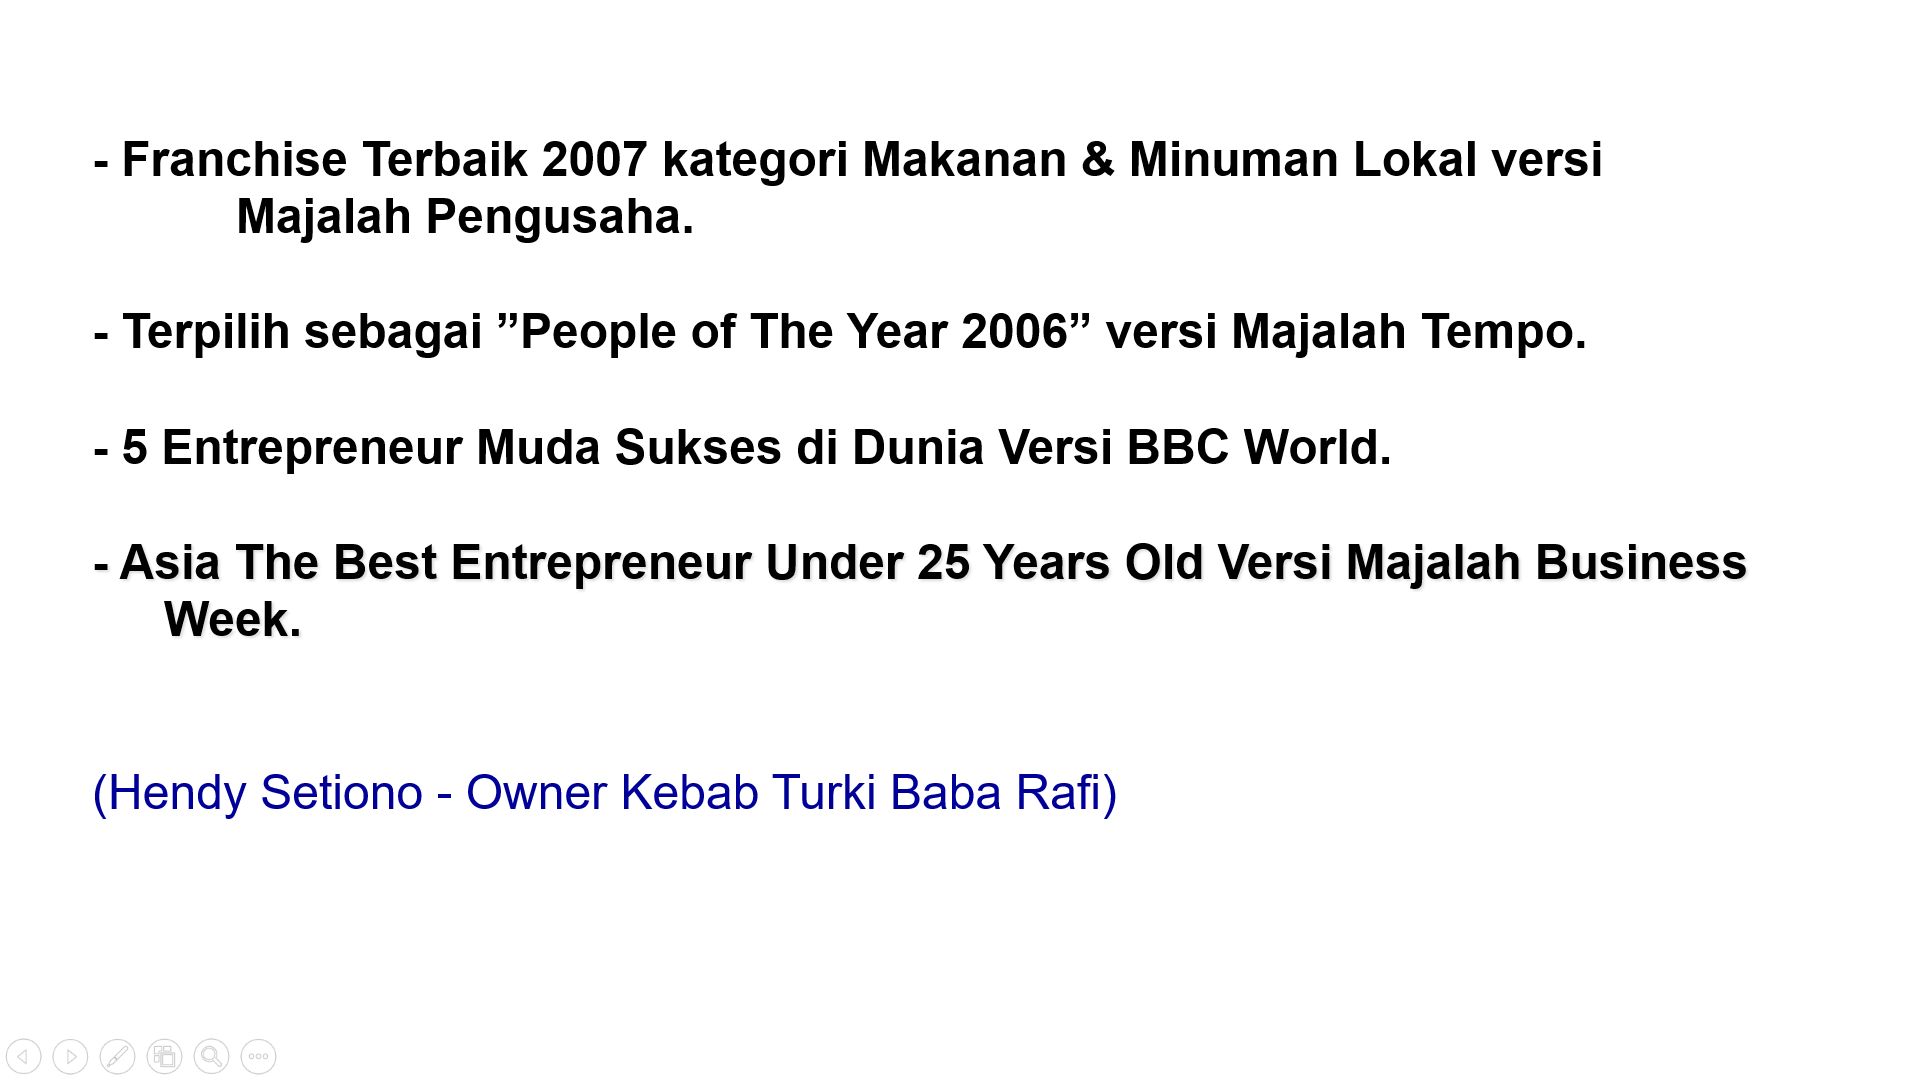 - Franchise Terbaik 2007 kategori Makanan & Minuman Lokal versi
Majalah Pengusaha.
- Terpilih sebagai ”People of The Year 2006” versi Majalah Tempo.
- 5 Entrepreneur Muda Sukses di Dunia Versi BBC World.
- Asia The Best Entrepreneur Under 25 Years Old Versi Majalah Business
Week.
(Hendy Setiono - Owner Kebab Turki Baba Rafi)